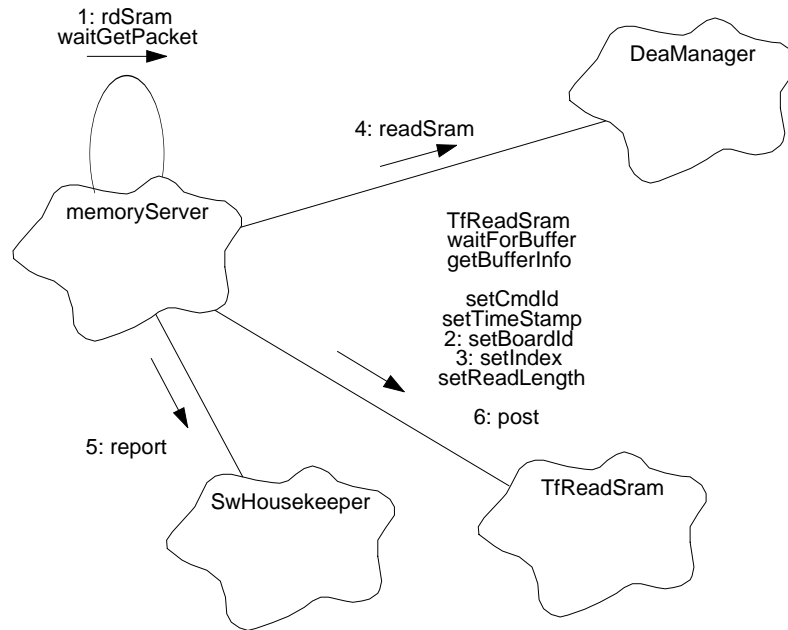 1: rdSram
waitGetPacket
DeaManager
4: readSram
memoryServer
TfReadSram
waitForBuffer
getBufferInfo
setCmdId
setTimeStamp
2: setBoardId
3: setIndex
setReadLength
6: post
5: report
SwHousekeeper
TfReadSram